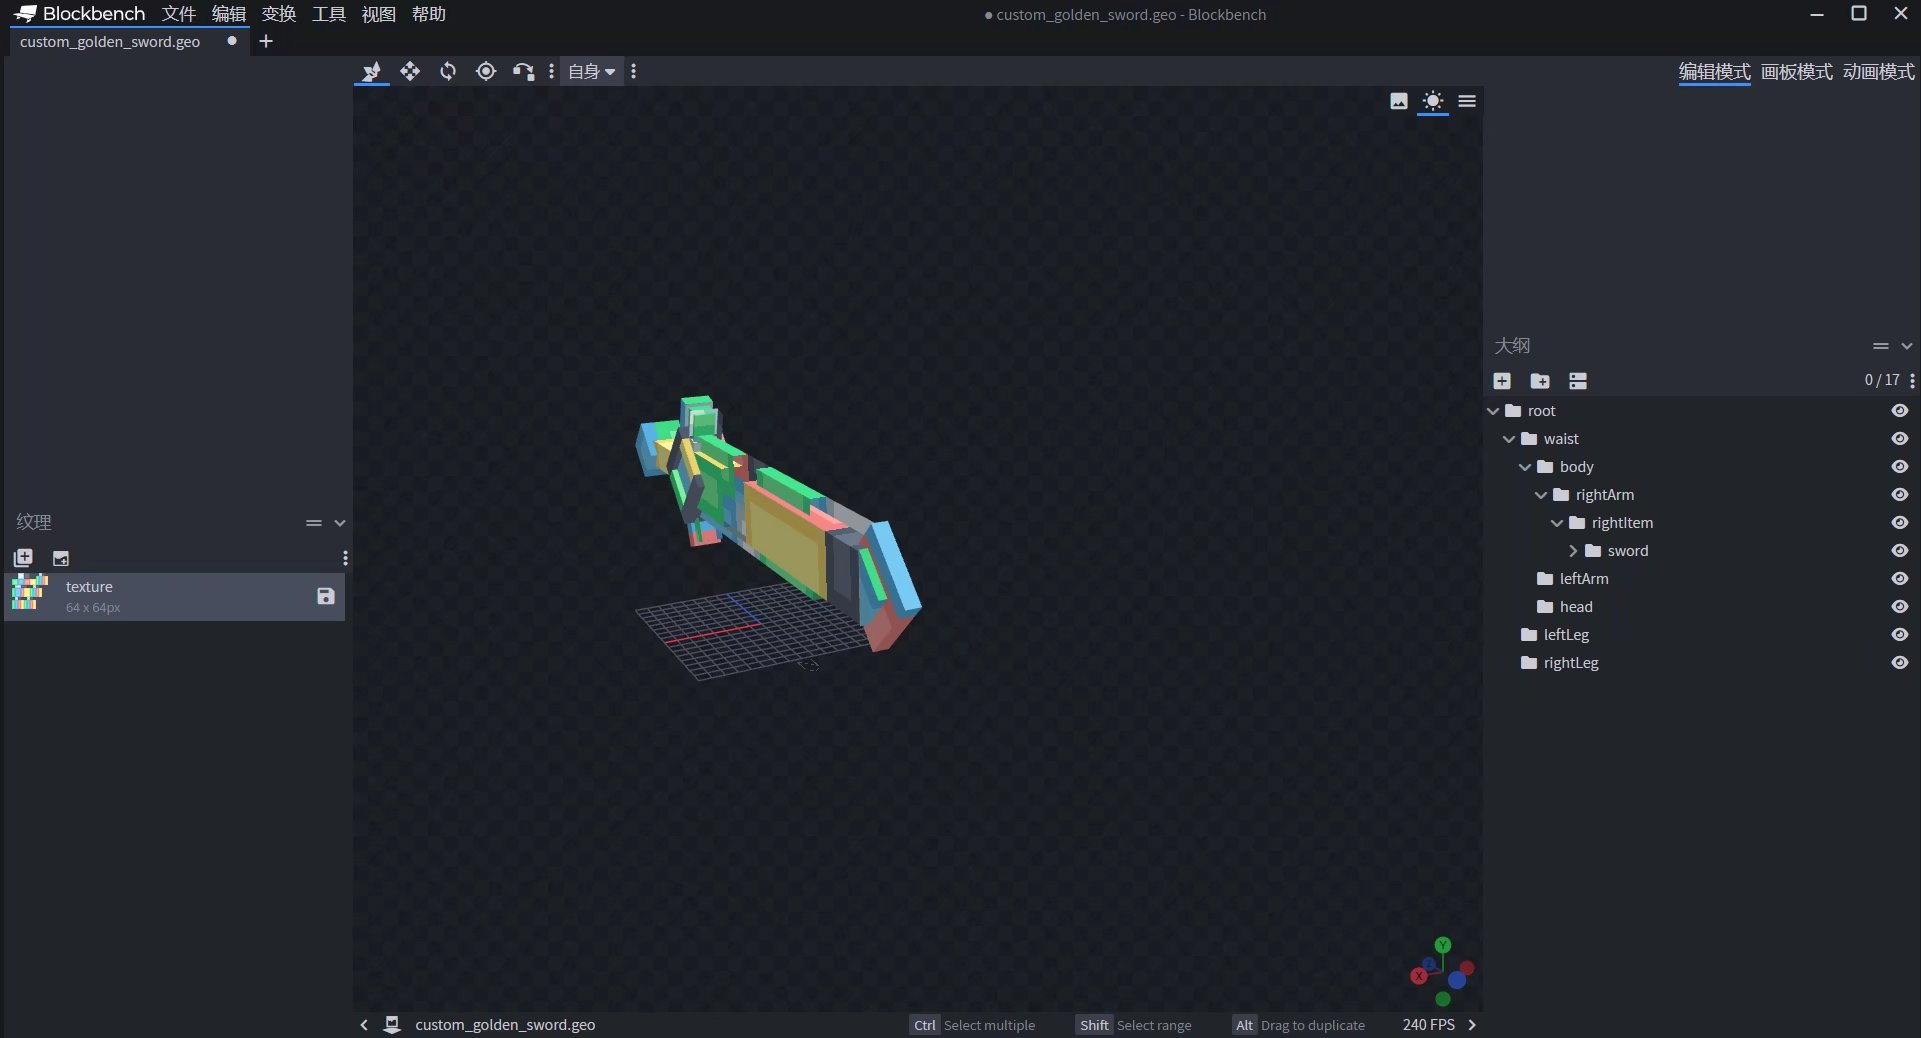 Blockbench 文件 编辑 变换 工具 视图 帮助
● custom_golden_sword.geo - Blockbench
custom_golden_sword.geo ● +
自身
编辑模式 画板模式 动画模式
大纲
0 / 17
root
waist
body
rightArm
rightItem
sword
leftArm
head
leftLeg
rightLeg
纹理
texture
64 x 64px
Y
X
custom_golden_sword.geo
Ctrl Select multiple
Shift Select range
Alt Drag to duplicate
240 FPS